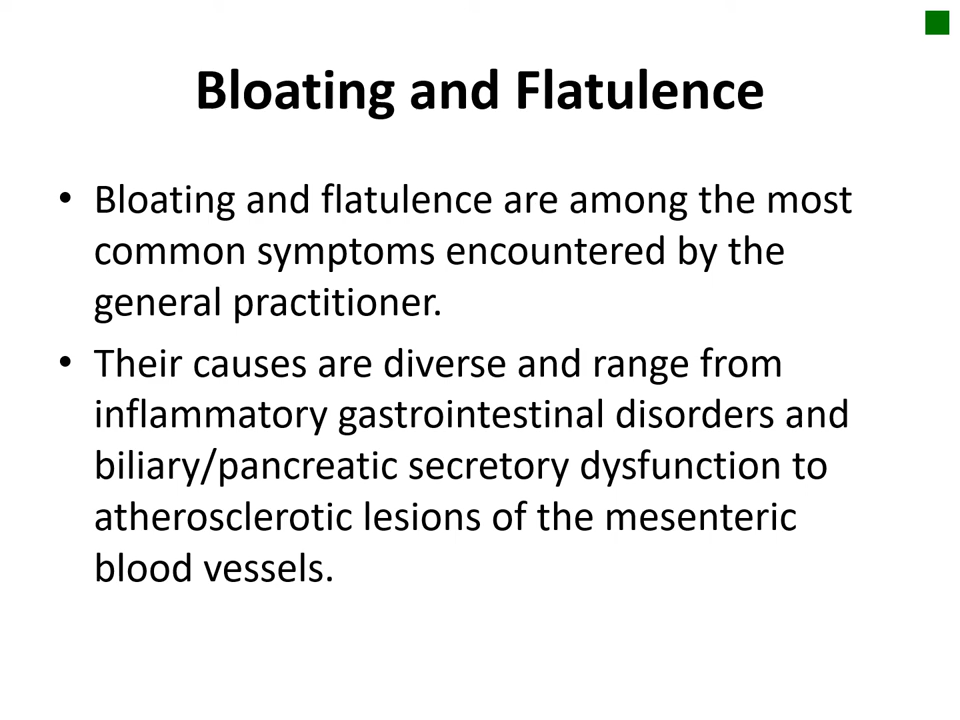 Bloating and Flatulence
• Bloating and flatulence are among the most
common symptoms encountered by the
general practitioner.
• Their causes are diverse and range from
inflammatory gastrointestinal disorders and
biliary/pancreatic secretory dysfunction to
atherosclerotic lesions of the mesenteric
blood vessels.